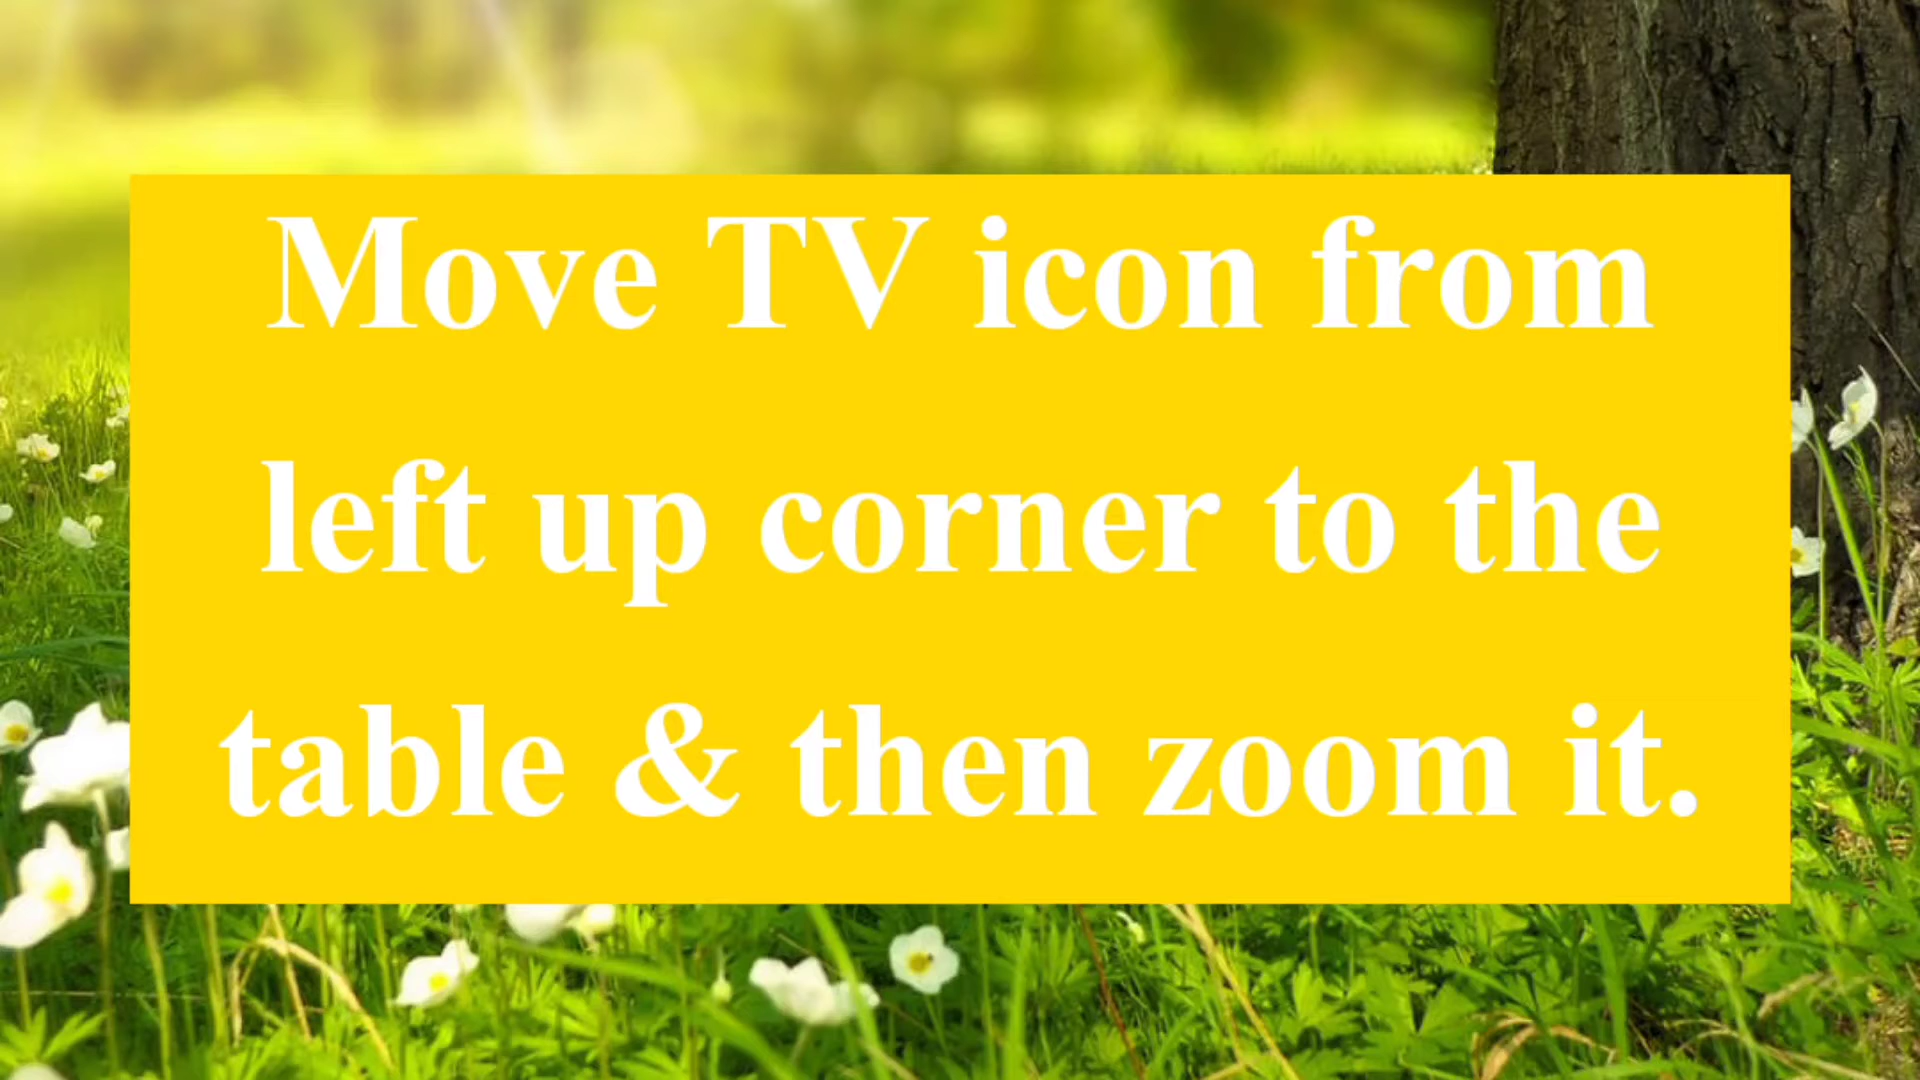 Move TV icon from
left up corner to the
table & then zoom it.